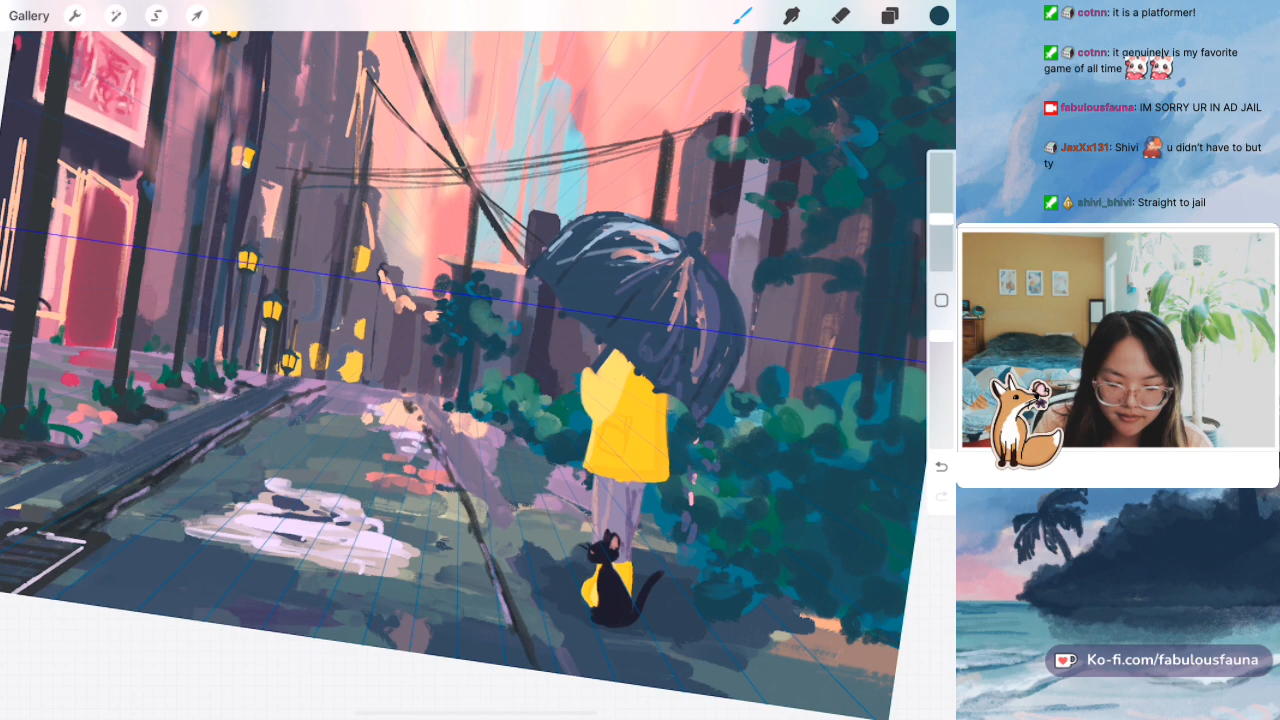 Gallery
cotnn: it is a platformer!
cotnn: it genuinely is my favorite
game of all time
fabulousfauna: IM SORRY UR IN AD JAIL
JaxXx131: Shivi u didn't have to but
ty
shivi_bhivi: Straight to jail
Ko-fi.com/fabulousfauna